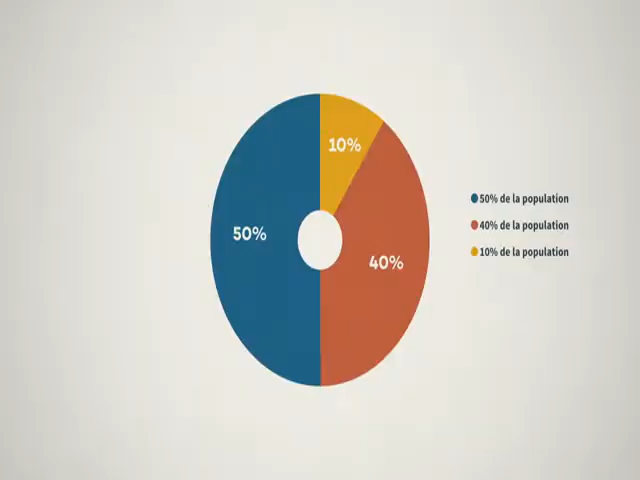 10%
50%
40%
50% de la population
40% de la population
10% de la population